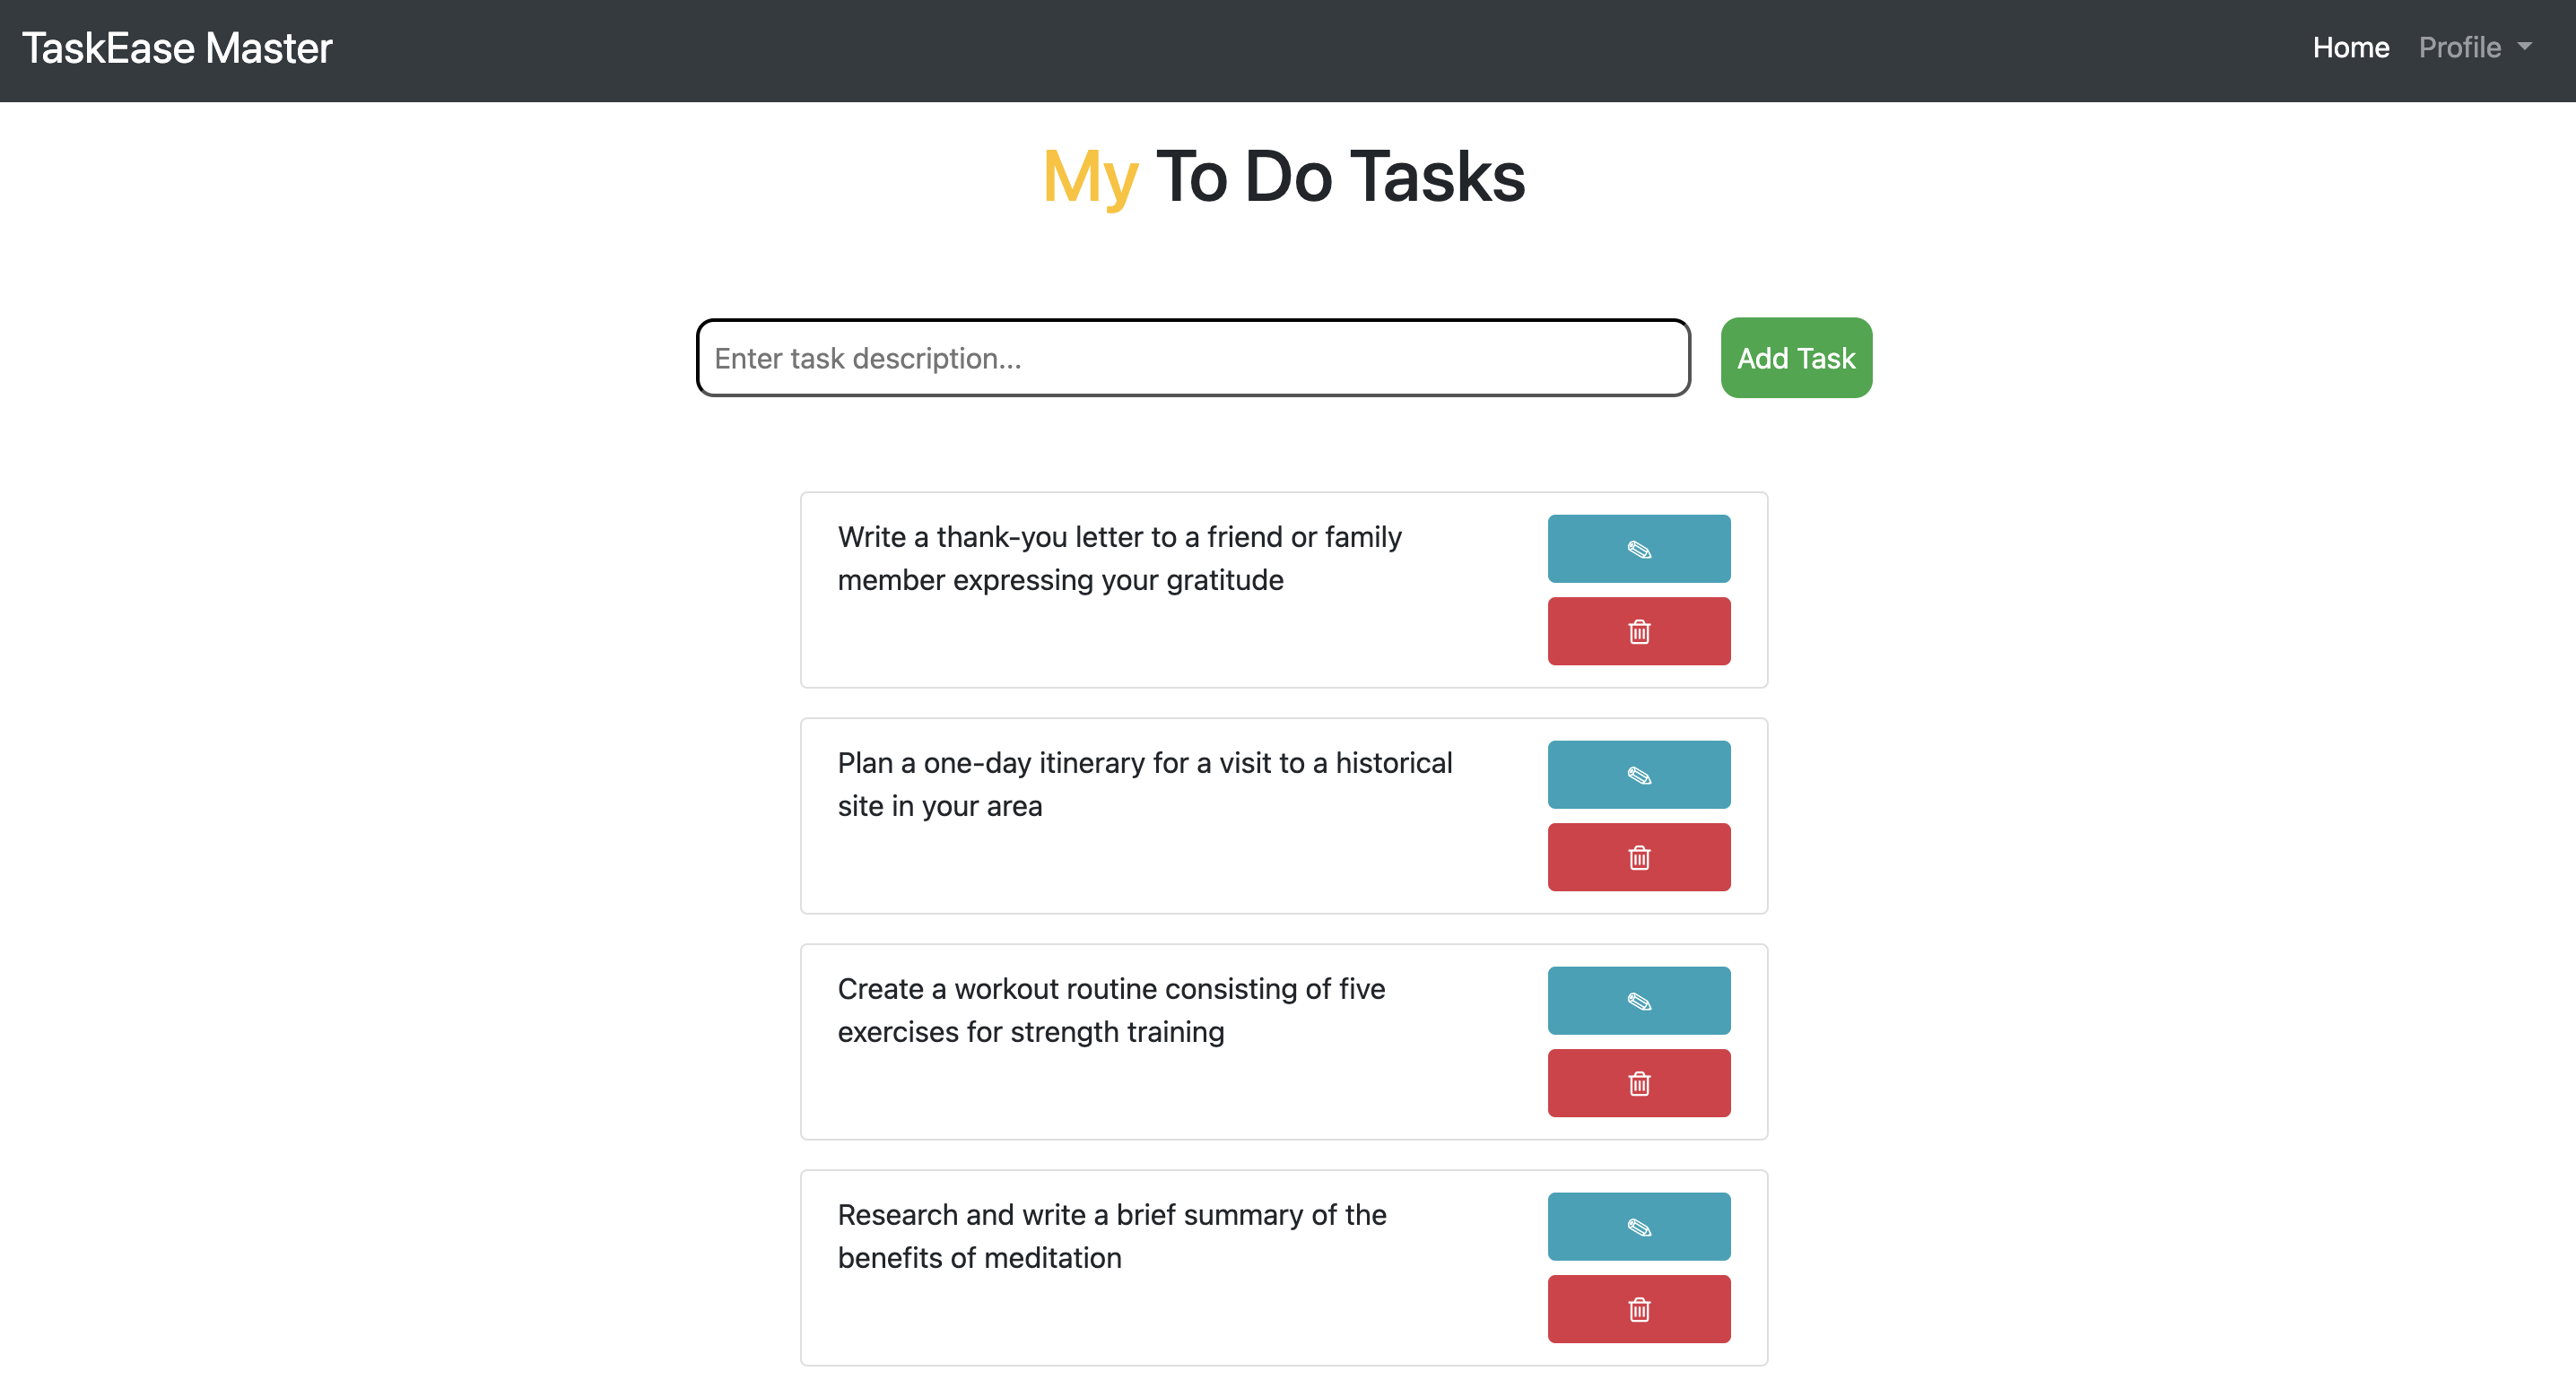 TaskEase Master
Home Profile
My To Do Tasks
Enter task description...
Add Task
Write a thank-you letter to a friend or family
member expressing your gratitude
Plan a one-day itinerary for a visit to a historical
site in your area
Create a workout routine consisting of five
exercises for strength training
Research and write a brief summary of the
benefits of meditation